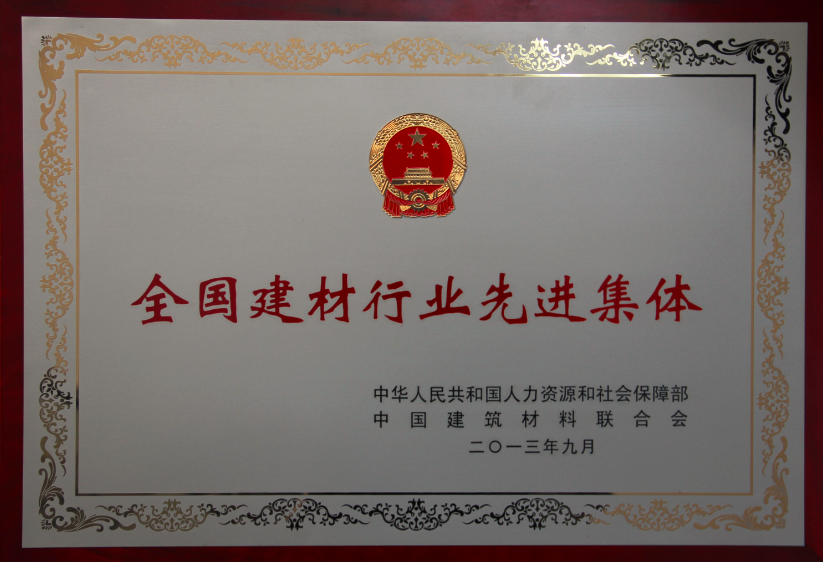 全国建材行业先进集体
中华人民共和国人力资源和社会保障部
中国建筑材料联合会
二〇一三年九月